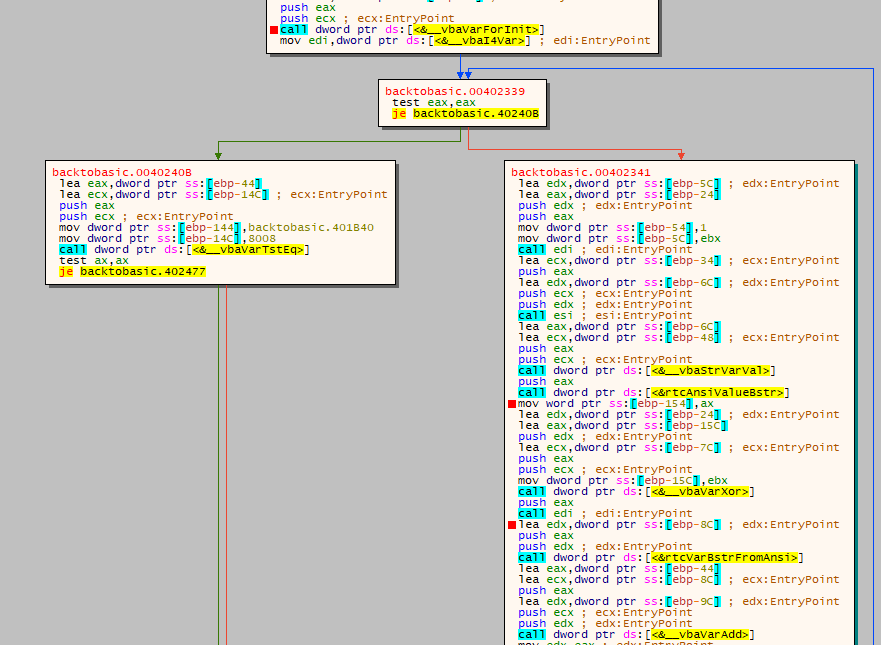 push eax
push ecx ; ecx:EntryPoint
call dword ptr ds:[<&__vbaVarForInit>]
mov edi,dword ptr ds:[<&__vbaI4Var>] ; edi:EntryPoint
backtobasic.00402339
test eax,eax
je backtobasic.40240B
backtobasic.0040240B
lea eax,dword ptr ss:[ebp-44]
lea ecx,dword ptr ss:[ebp-14C] ; ecx:EntryPoint
push eax
push ecx ; ecx:EntryPoint
mov dword ptr ss:[ebp-144],backtobasic.401B40
mov dword ptr ss:[ebp-14C],8008
call dword ptr ds:[<&__vbaVarTstEq>]
test ax,ax
je backtobasic.402477
backtobasic.00402341
lea edx,dword ptr ss:[ebp-5C] ; edx:EntryPoint
lea eax,dword ptr ss:[ebp-24]
push edx ; edx:EntryPoint
push eax
mov dword ptr ss:[ebp-54],1
mov dword ptr ss:[ebp-5C],ebx
call edi ; edi:EntryPoint
lea ecx,dword ptr ss:[ebp-34] ; ecx:EntryPoint
push eax
lea edx,dword ptr ss:[ebp-6C] ; edx:EntryPoint
push ecx ; ecx:EntryPoint
push edx ; edx:EntryPoint
call esi ; esi:EntryPoint
lea eax,dword ptr ss:[ebp-6C]
lea ecx,dword ptr ss:[ebp-48] ; ecx:EntryPoint
push eax
push ecx ; ecx:EntryPoint
call dword ptr ds:[<&__vbaStrVarVal>]
push eax
call dword ptr ds:[<&rtcAnsiValueBstr>]
mov word ptr ss:[ebp-154],ax
lea edx,dword ptr ss:[ebp-24] ; edx:EntryPoint
lea eax,dword ptr ss:[ebp-15C]
push edx ; edx:EntryPoint
lea ecx,dword ptr ss:[ebp-7C] ; ecx:EntryPoint
push eax
push ecx ; ecx:EntryPoint
mov dword ptr ss:[ebp-15C],ebx
call dword ptr ds:[<&__vbaVarXor>]
push eax
call edi ; edi:EntryPoint
lea edx,dword ptr ss:[ebp-8C] ; edx:EntryPoint
push eax
push edx ; edx:EntryPoint
call dword ptr ds:[<&rtcVarBstrFromAnsi>]
lea eax,dword ptr ss:[ebp-44]
lea ecx,dword ptr ss:[ebp-8C] ; ecx:EntryPoint
push eax
lea edx,dword ptr ss:[ebp-9C] ; edx:EntryPoint
push ecx ; ecx:EntryPoint
push edx ; edx:EntryPoint
call dword ptr ds:[<&__vbaVarAdd>]